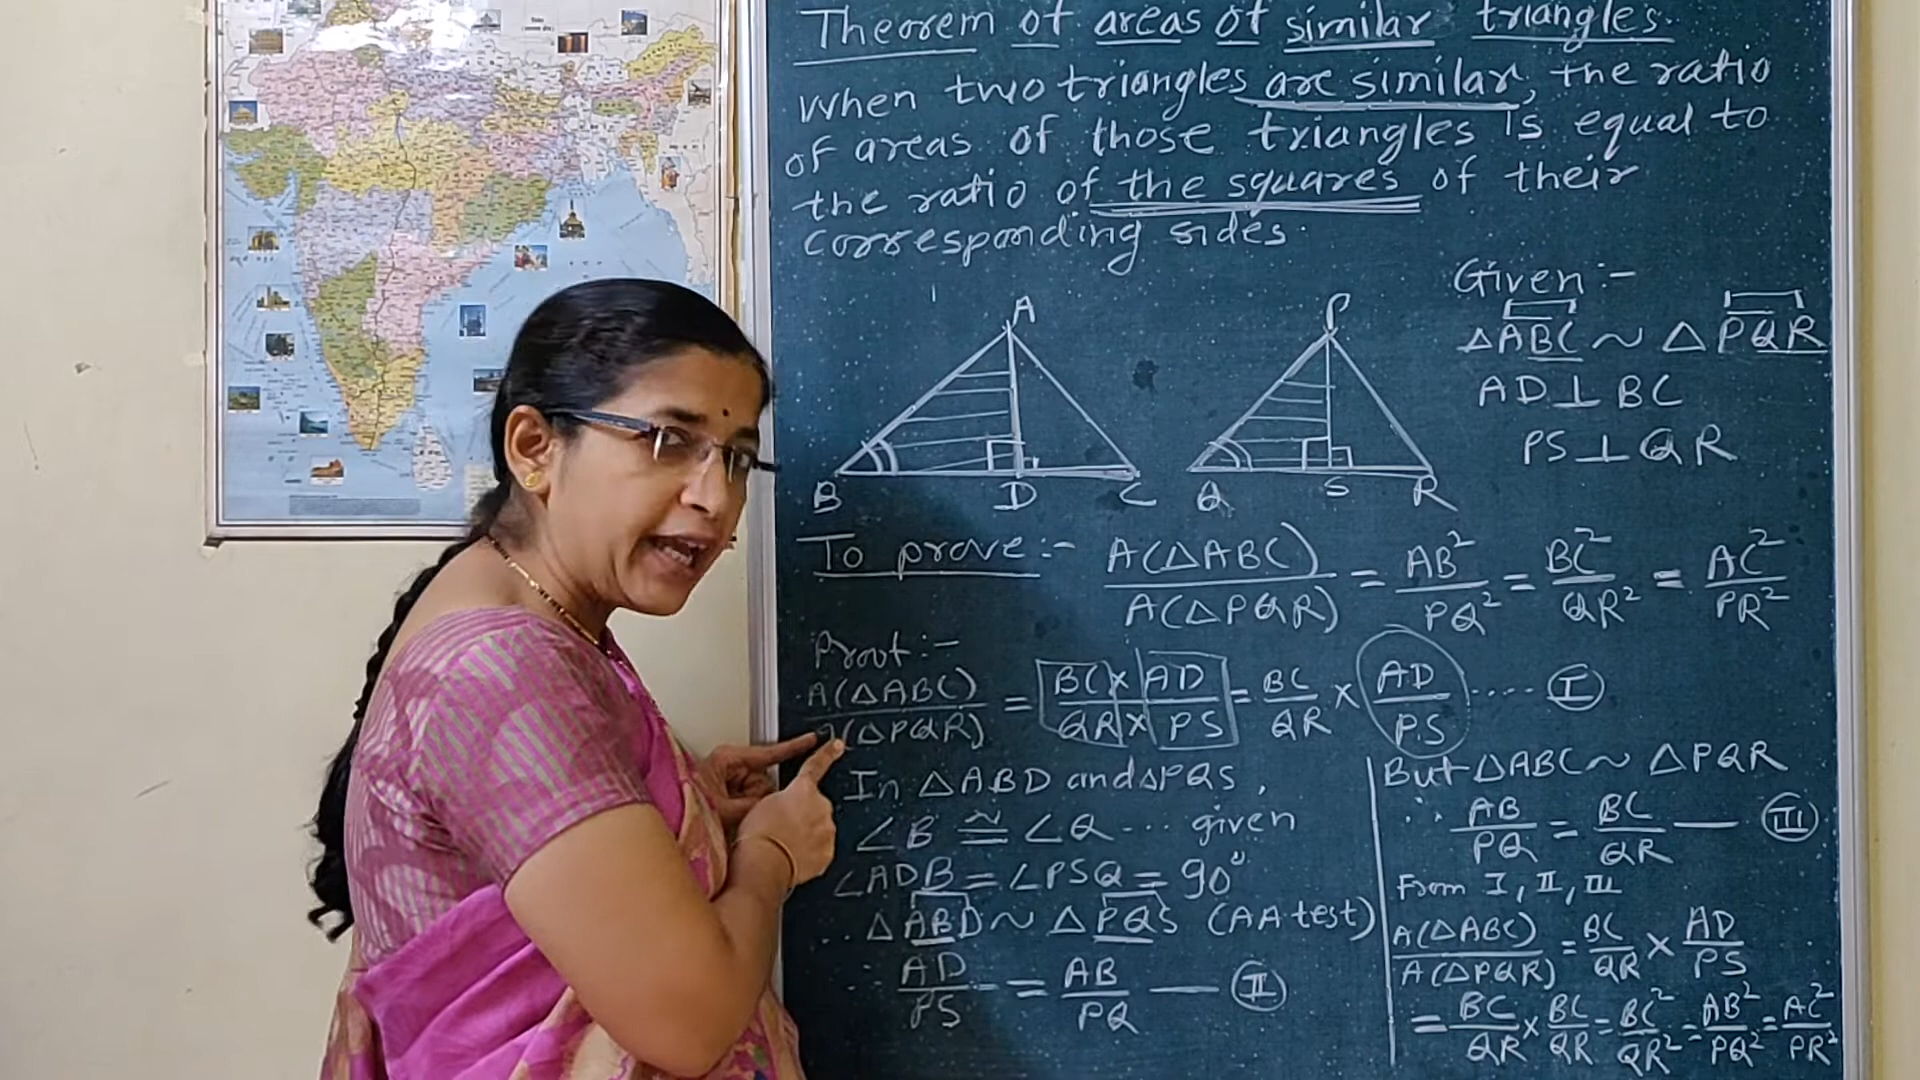 Theorem of areas of similar triangles.
When two triangles are similar, the ratio
of areas of those triangles is equal to
the ratio of the squares of their
corresponding sides.
Given :-
△ABC ~ △PQR
AD ⊥ BC
PS ⊥ QR
A
B D C
P
Q S R
To prove :- A(△ABC)/A(△PQR) = AB²/PQ² = BC²/QR² = AC²/PR²
Proof :-
A(△ABC)/A(△PQR) = BC × AD/QR × PS = BC/QR × AD/PS ..... I
In △ABD and △PQS,
∠B ≅ ∠Q ... given
∠ADB = ∠PSQ = 90°
∴ △ABD ~ △PQS (AA test)
∴ AD/PS = AB/PQ — II
But △ABC ~ △PQR
∴ AB/PQ = BC/QR — III
From I, II, III
A(△ABC)/A(△PQR) = BC/QR × AD/PS
= BC/QR × BC/QR = BC²/QR² = AB²/PQ² = AC²/PR²